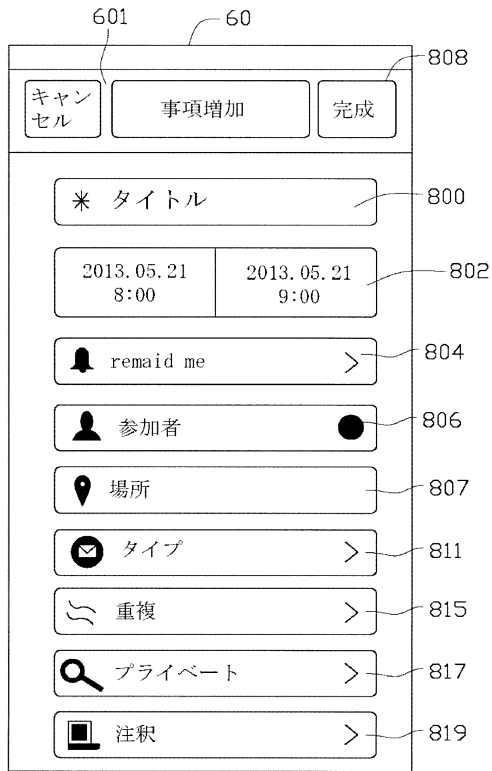 601
60
808
キャン
セル
事項増加
完成
＊ タイトル
800
2013.05.21
8:00
2013.05.21
9:00
802
remaid me
804
参加者
806
場所
807
タイプ
811
重複
815
プライベート
817
注釈
819